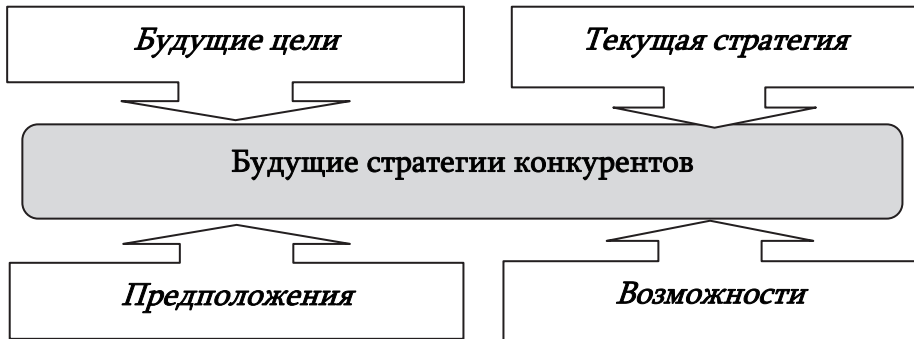 Будущие цели
Текущая стратегия
Будущие стратегии конкурентов
Предположения
Возможности